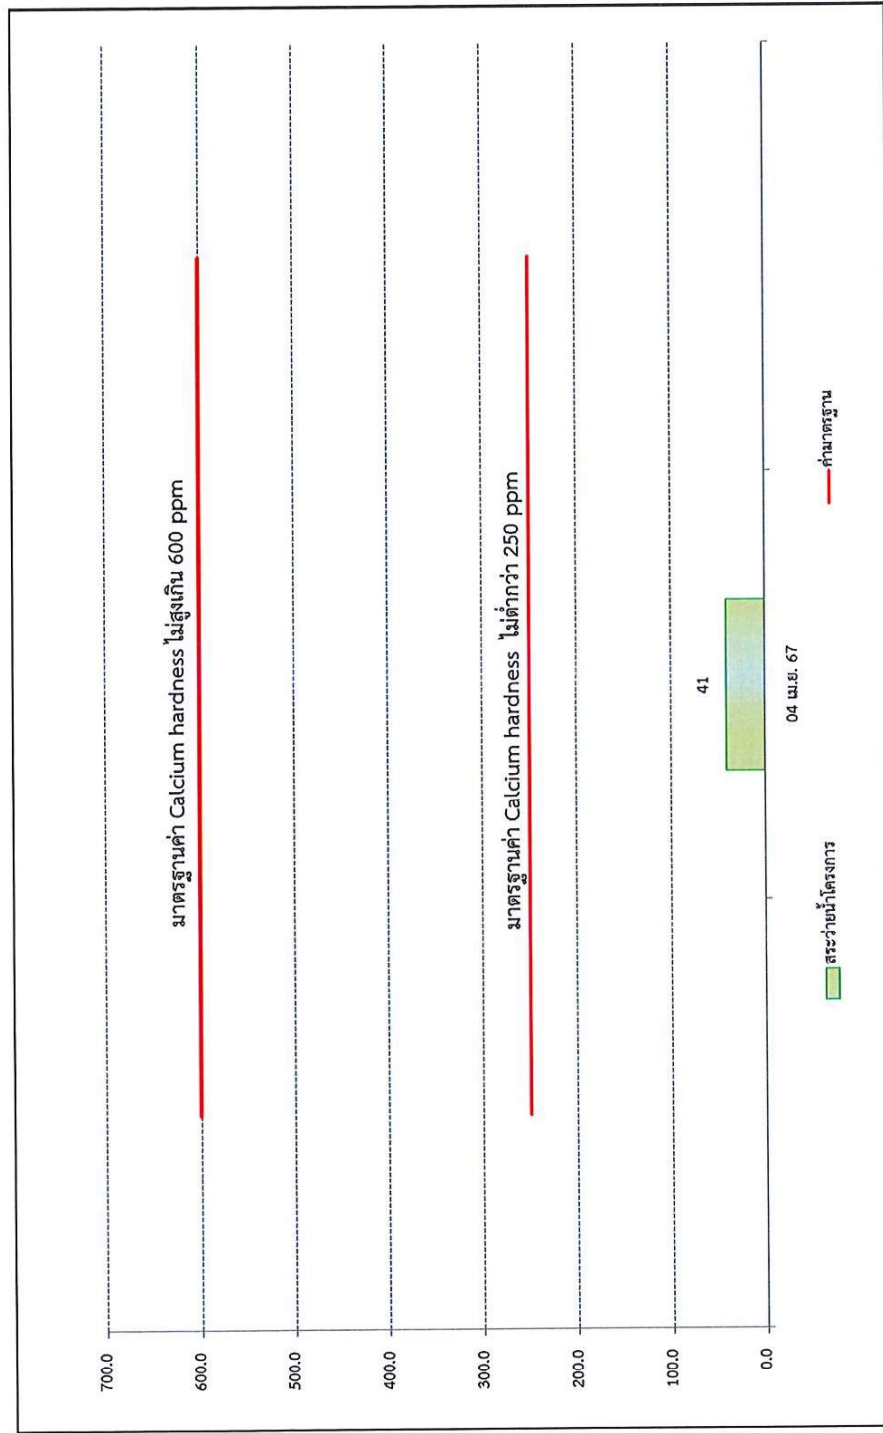 700.0
600.0
500.0
400.0
300.0
200.0
100.0
0.0
มาตรฐานค่า Calcium hardness ไม่สูงเกิน 600 ppm
มาตรฐานค่า Calcium hardness ไม่ต่ำกว่า 250 ppm
41
04 เม.ย. 67
สระว่ายน้ำโครงการ
ค่ามาตรฐาน